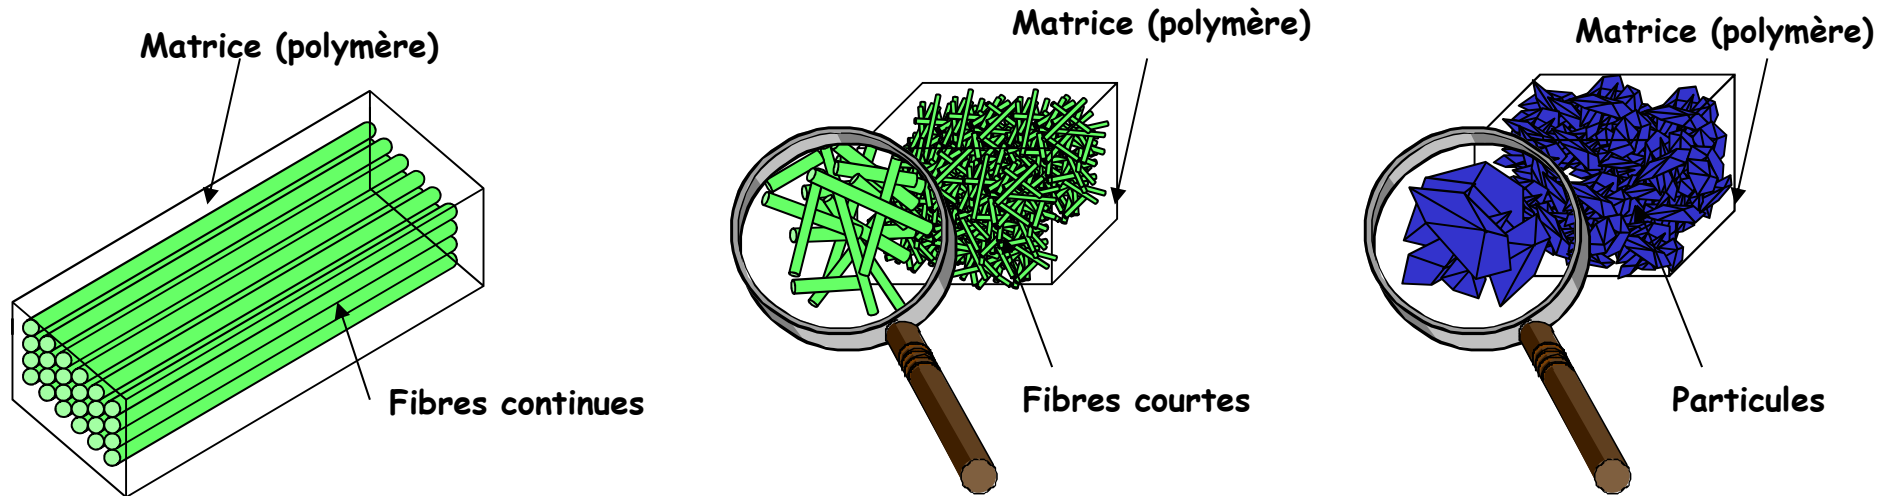 Matrice (polymère)
Fibres continues
Matrice (polymère)
Fibres courtes
Matrice (polymère)
Particules